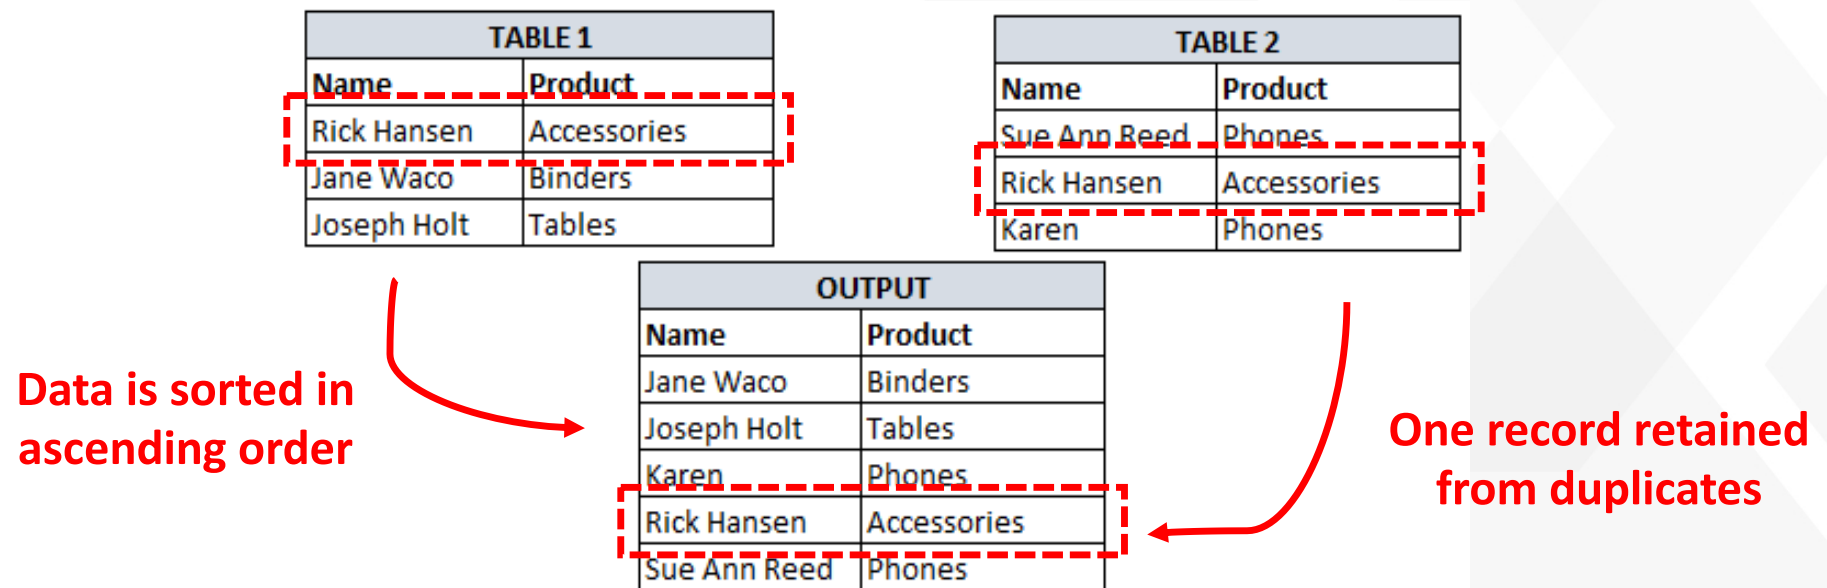 TABLE 1
Name Product
Rick Hansen Accessories
Jane Waco Binders
Joseph Holt Tables
TABLE 2
Name Product
Sue Ann Reed Phones
Rick Hansen Accessories
Karen Phones
OUTPUT
Name Product
Jane Waco Binders
Joseph Holt Tables
Karen Phones
Rick Hansen Accessories
Sue Ann Reed Phones
Data is sorted in
ascending order
One record retained
from duplicates